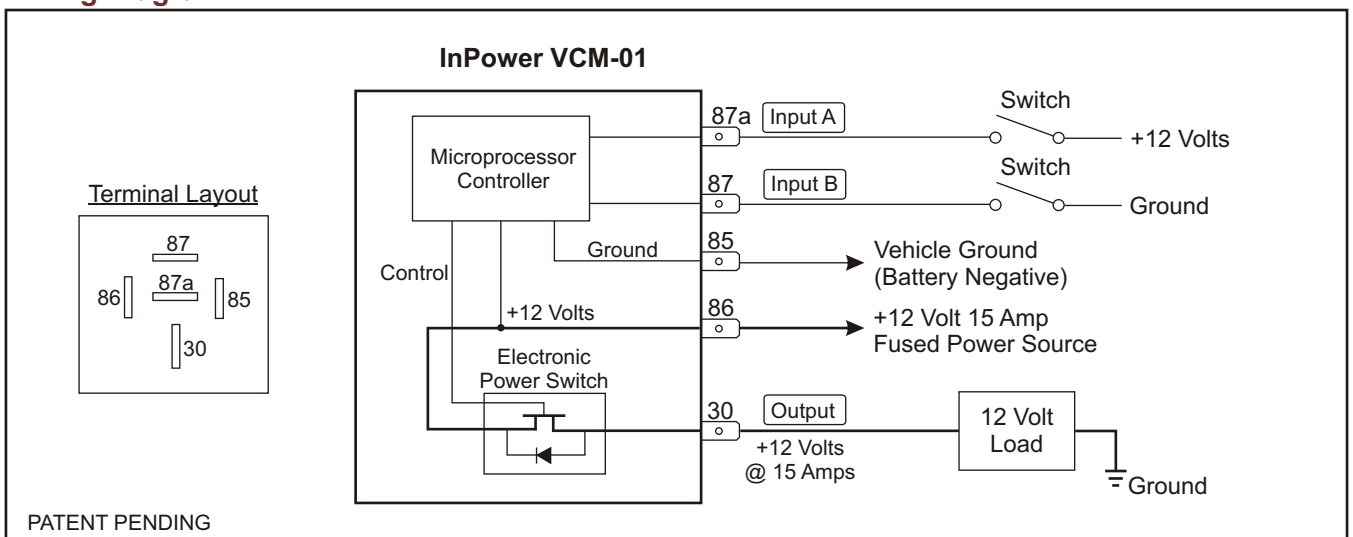 InPower VCM-01
Terminal Layout
87
86
87a
85
30
Microprocessor
Controller
Control
Ground
+12 Volts
Electronic
Power Switch
87a
Input A
Switch
+12 Volts
87
Input B
Switch
Ground
85
Vehicle Ground
(Battery Negative)
86
+12 Volt 15 Amp
Fused Power Source
30
Output
+12 Volts
@ 15 Amps
12 Volt
Load
Ground
PATENT PENDING